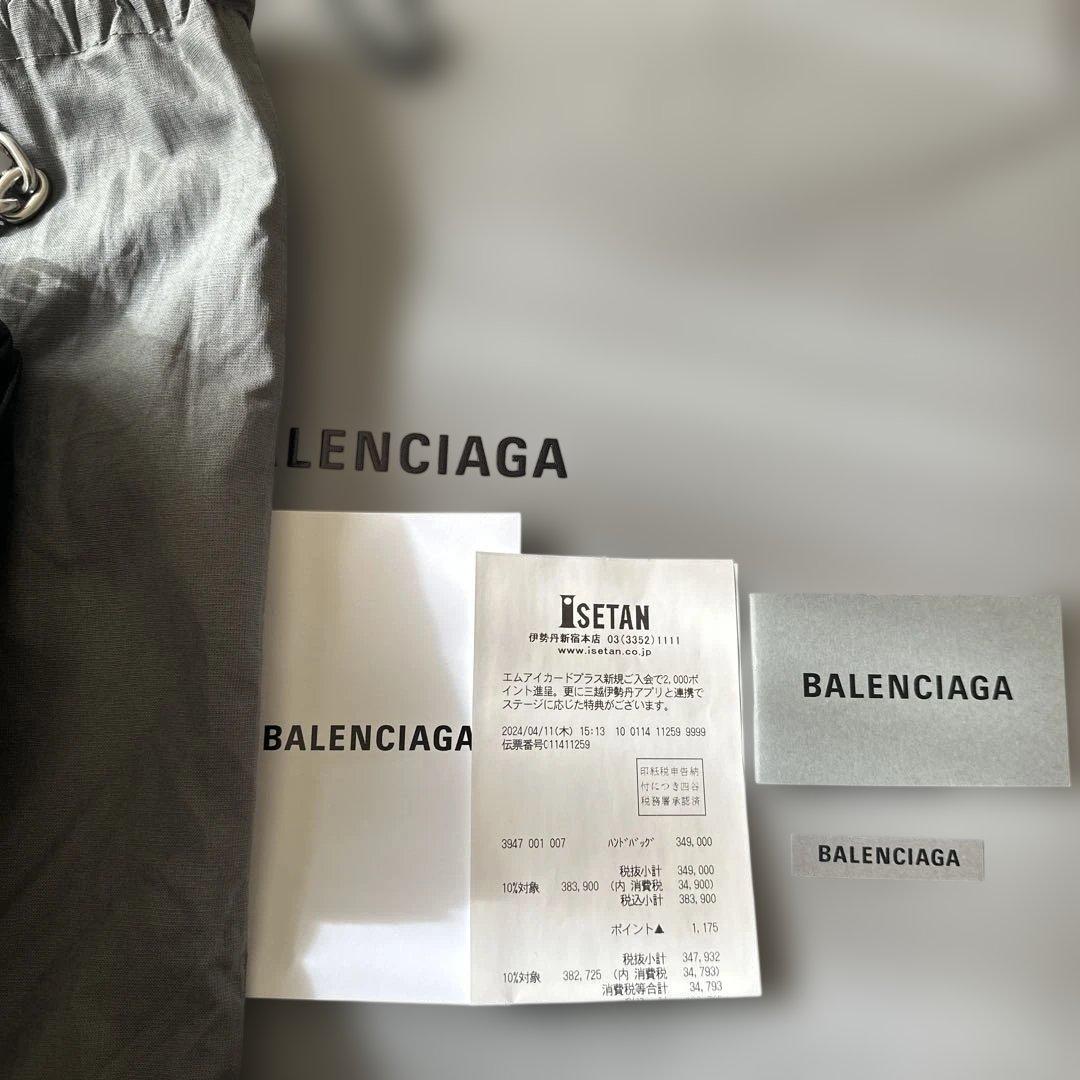 LENCIAGA
BALENCIAGA
ISETAN
伊勢丹新宿本店 03(3352)1111
www.isetan.co.jp
エムアイカードプラス新規ご入会で2,000ポ
イント進呈。更に三越伊勢丹アプリと連携で
ステージに応じた特典がございます。
2024/04/11(木) 15:13 10 0114 11259 9999
伝票番号C11411259
印紙税申告納
付につき四谷
税務署承認済
3947 001 007 ﾊﾝﾄﾞﾊﾞｯｸﾞ 349,000
税抜小計 349,000
10%対象 383,900 (内 消費税 34,900)
税込小計 383,900
ポイント▲ 1,175
税抜小計 347,932
10%対象 382,725 (内 消費税 34,793)
消費税等合計 34,793
BALENCIAGA
BALENCIAGA